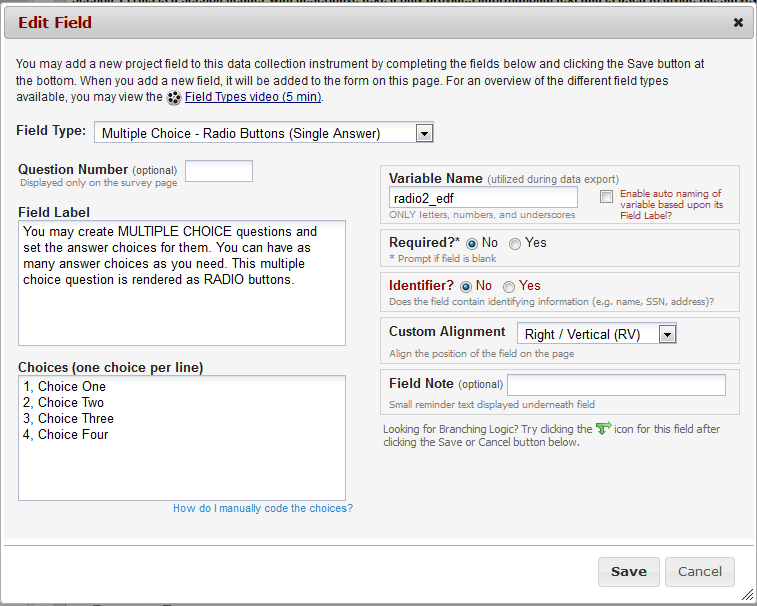 Edit Field
You may add a new project field to this data collection instrument by completing the fields below and clicking the Save button at
the bottom. When you add a new field, it will be added to the form on this page. For an overview of the different field types
available, you may view the Field Types video (5 min).
Field Type: Multiple Choice - Radio Buttons (Single Answer)
Question Number (optional)
Displayed only on the survey page
Field Label
You may create MULTIPLE CHOICE questions and
set the answer choices for them. You can have as
many answer choices as you need. This multiple
choice question is rendered as RADIO buttons.
Choices (one choice per line)
1, Choice One
2, Choice Two
3, Choice Three
4, Choice Four
How do I manually code the choices?
Variable Name (utilized during data export)
radio2_edf
ONLY letters, numbers, and underscores
Enable auto naming of
variable based upon its
Field Label?
Required?* No Yes
* Prompt if field is blank
Identifier? No Yes
Does the field contain identifying information (e.g. name, SSN, address)?
Custom Alignment Right / Vertical (RV)
Align the position of the field on the page
Field Note (optional)
Small reminder text displayed underneath field
Looking for Branching Logic? Try clicking the icon for this field after
clicking the Save or Cancel button below.
Save Cancel